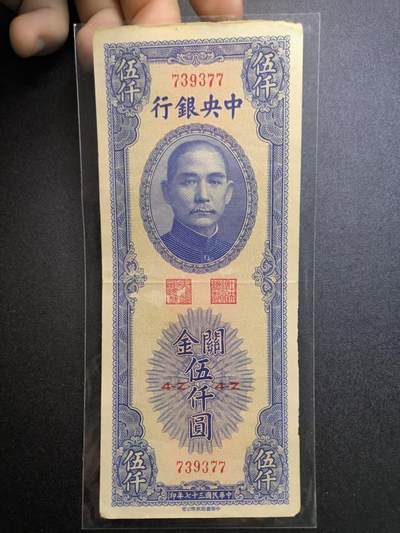 伍仟 739377 伍仟
中央銀行
關金
伍仟圓
4-Z 4-Z
伍仟 739377 伍仟
中華民國三十七年印